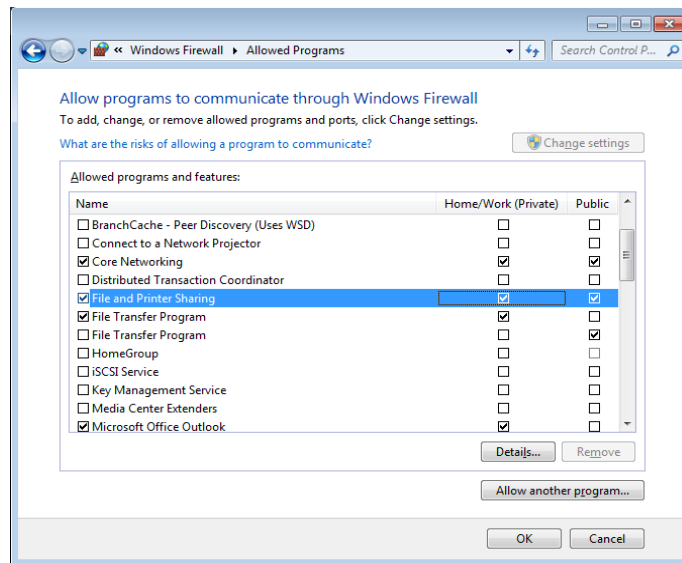 « Windows Firewall ▸ Allowed Programs
Search Control P...
Allow programs to communicate through Windows Firewall
To add, change, or remove allowed programs and ports, click Change settings.
What are the risks of allowing a program to communicate?
Change settings
Allowed programs and features:
Name Home/Work (Private) Public
BranchCache - Peer Discovery (Uses WSD)
Connect to a Network Projector
Core Networking
Distributed Transaction Coordinator
File and Printer Sharing
File Transfer Program
File Transfer Program
HomeGroup
iSCSI Service
Key Management Service
Media Center Extenders
Microsoft Office Outlook
Details... Remove
Allow another program...
OK Cancel